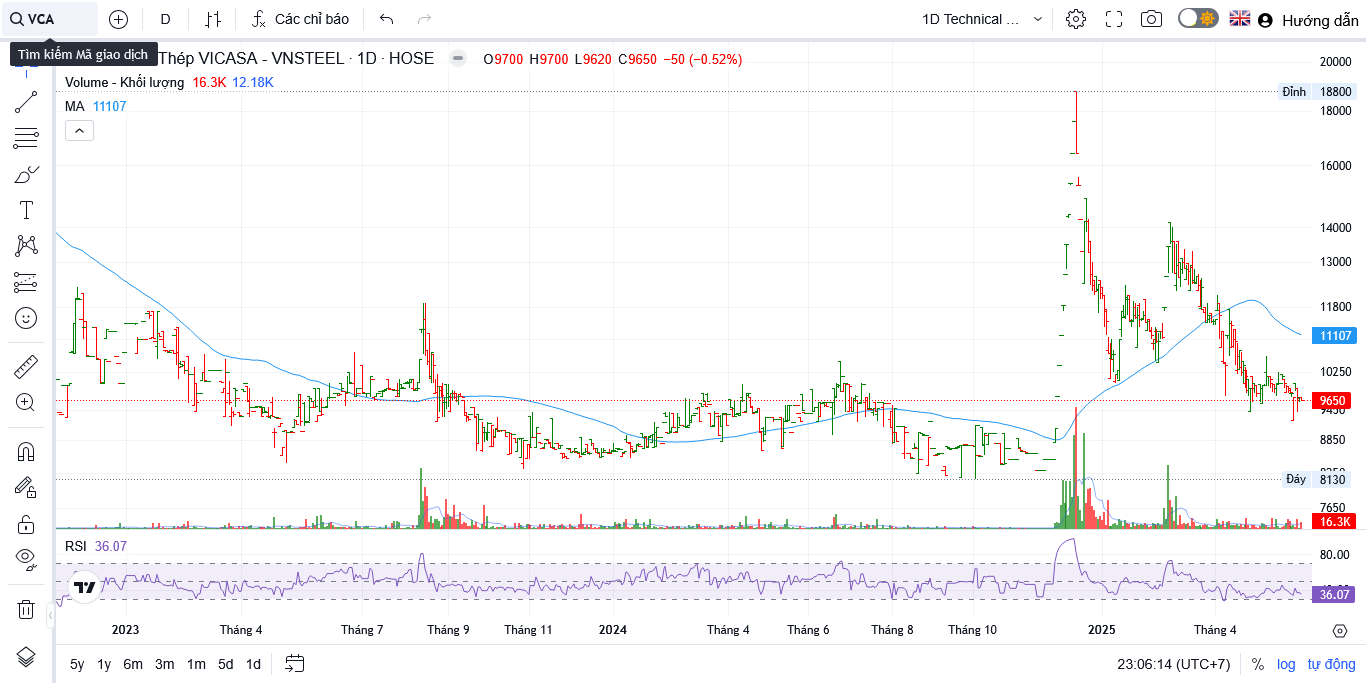 VCA D Các chỉ báo 1D Technical ... Hướng dẫn
Tìm kiếm Mã giao dịch
Thép VICASA - VNSTEEL · 1D · HOSE O9700 H9700 L9620 C9650 −50 (−0.52%)
Volume - Khối lượng 16.3K 12.18K
MA 11107
20000
Đỉnh 18800
18000
16000
14000
13000
11800
11107
10250
9650
9450
8850
Đáy 8130
7650
16.3K
RSI 36.07
80.00
36.07
2023 Tháng 4 Tháng 7 Tháng 9 Tháng 11 2024 Tháng 4 Tháng 6 Tháng 8 Tháng 10 2025 Tháng 4
5y 1y 6m 3m 1m 5d 1d 23:06:14 (UTC+7) % log tự động